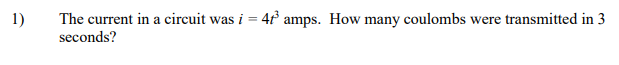 1) The current in a circuit was i = 4t³ amps. How many coulombs were transmitted in 3
seconds?